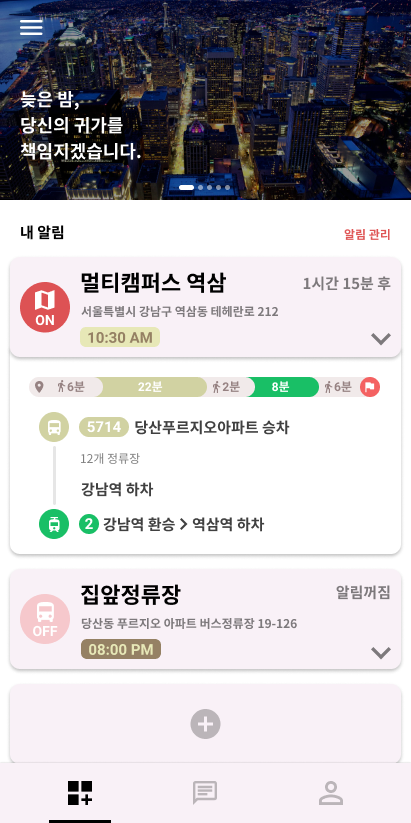 늦은 밤,
당신의 귀가를
책임지겠습니다.
내 알림
알림 관리
멀티캠퍼스 역삼
1시간 15분 후
ON
서울특별시 강남구 역삼동 테헤란로 212
10:30 AM
6분
22분
2분
8분
6분
5714 당산푸르지오아파트 승차
12개 정류장
강남역 하차
2 강남역 환승 > 역삼역 하차
집앞정류장
알림꺼짐
OFF
당산동 푸르지오 아파트 버스정류장 19-126
08:00 PM